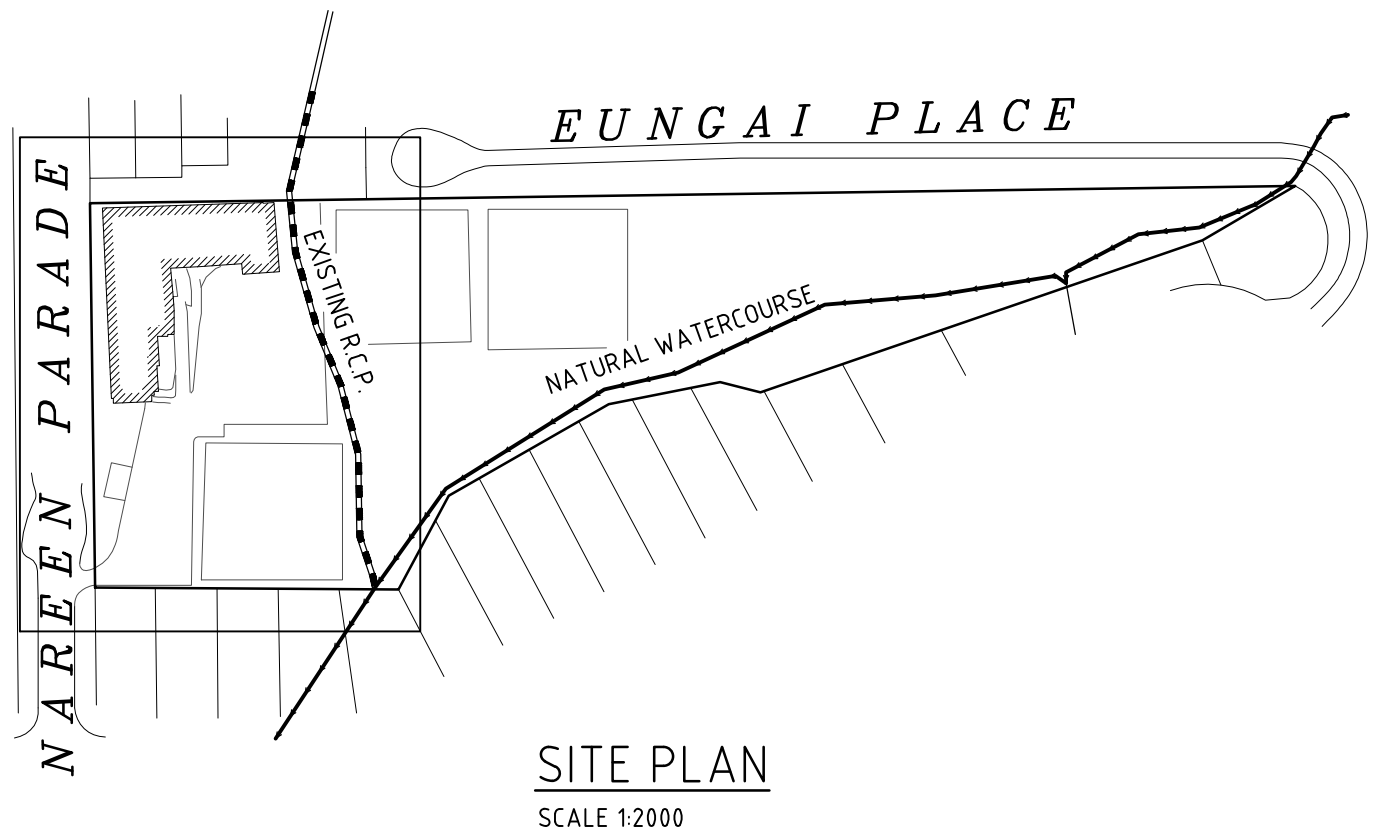 EUNGAI PLACE
NAREEN PARADE
EXISTING R.C.P.
NATURAL WATERCOURSE
SITE PLAN
SCALE 1:2000